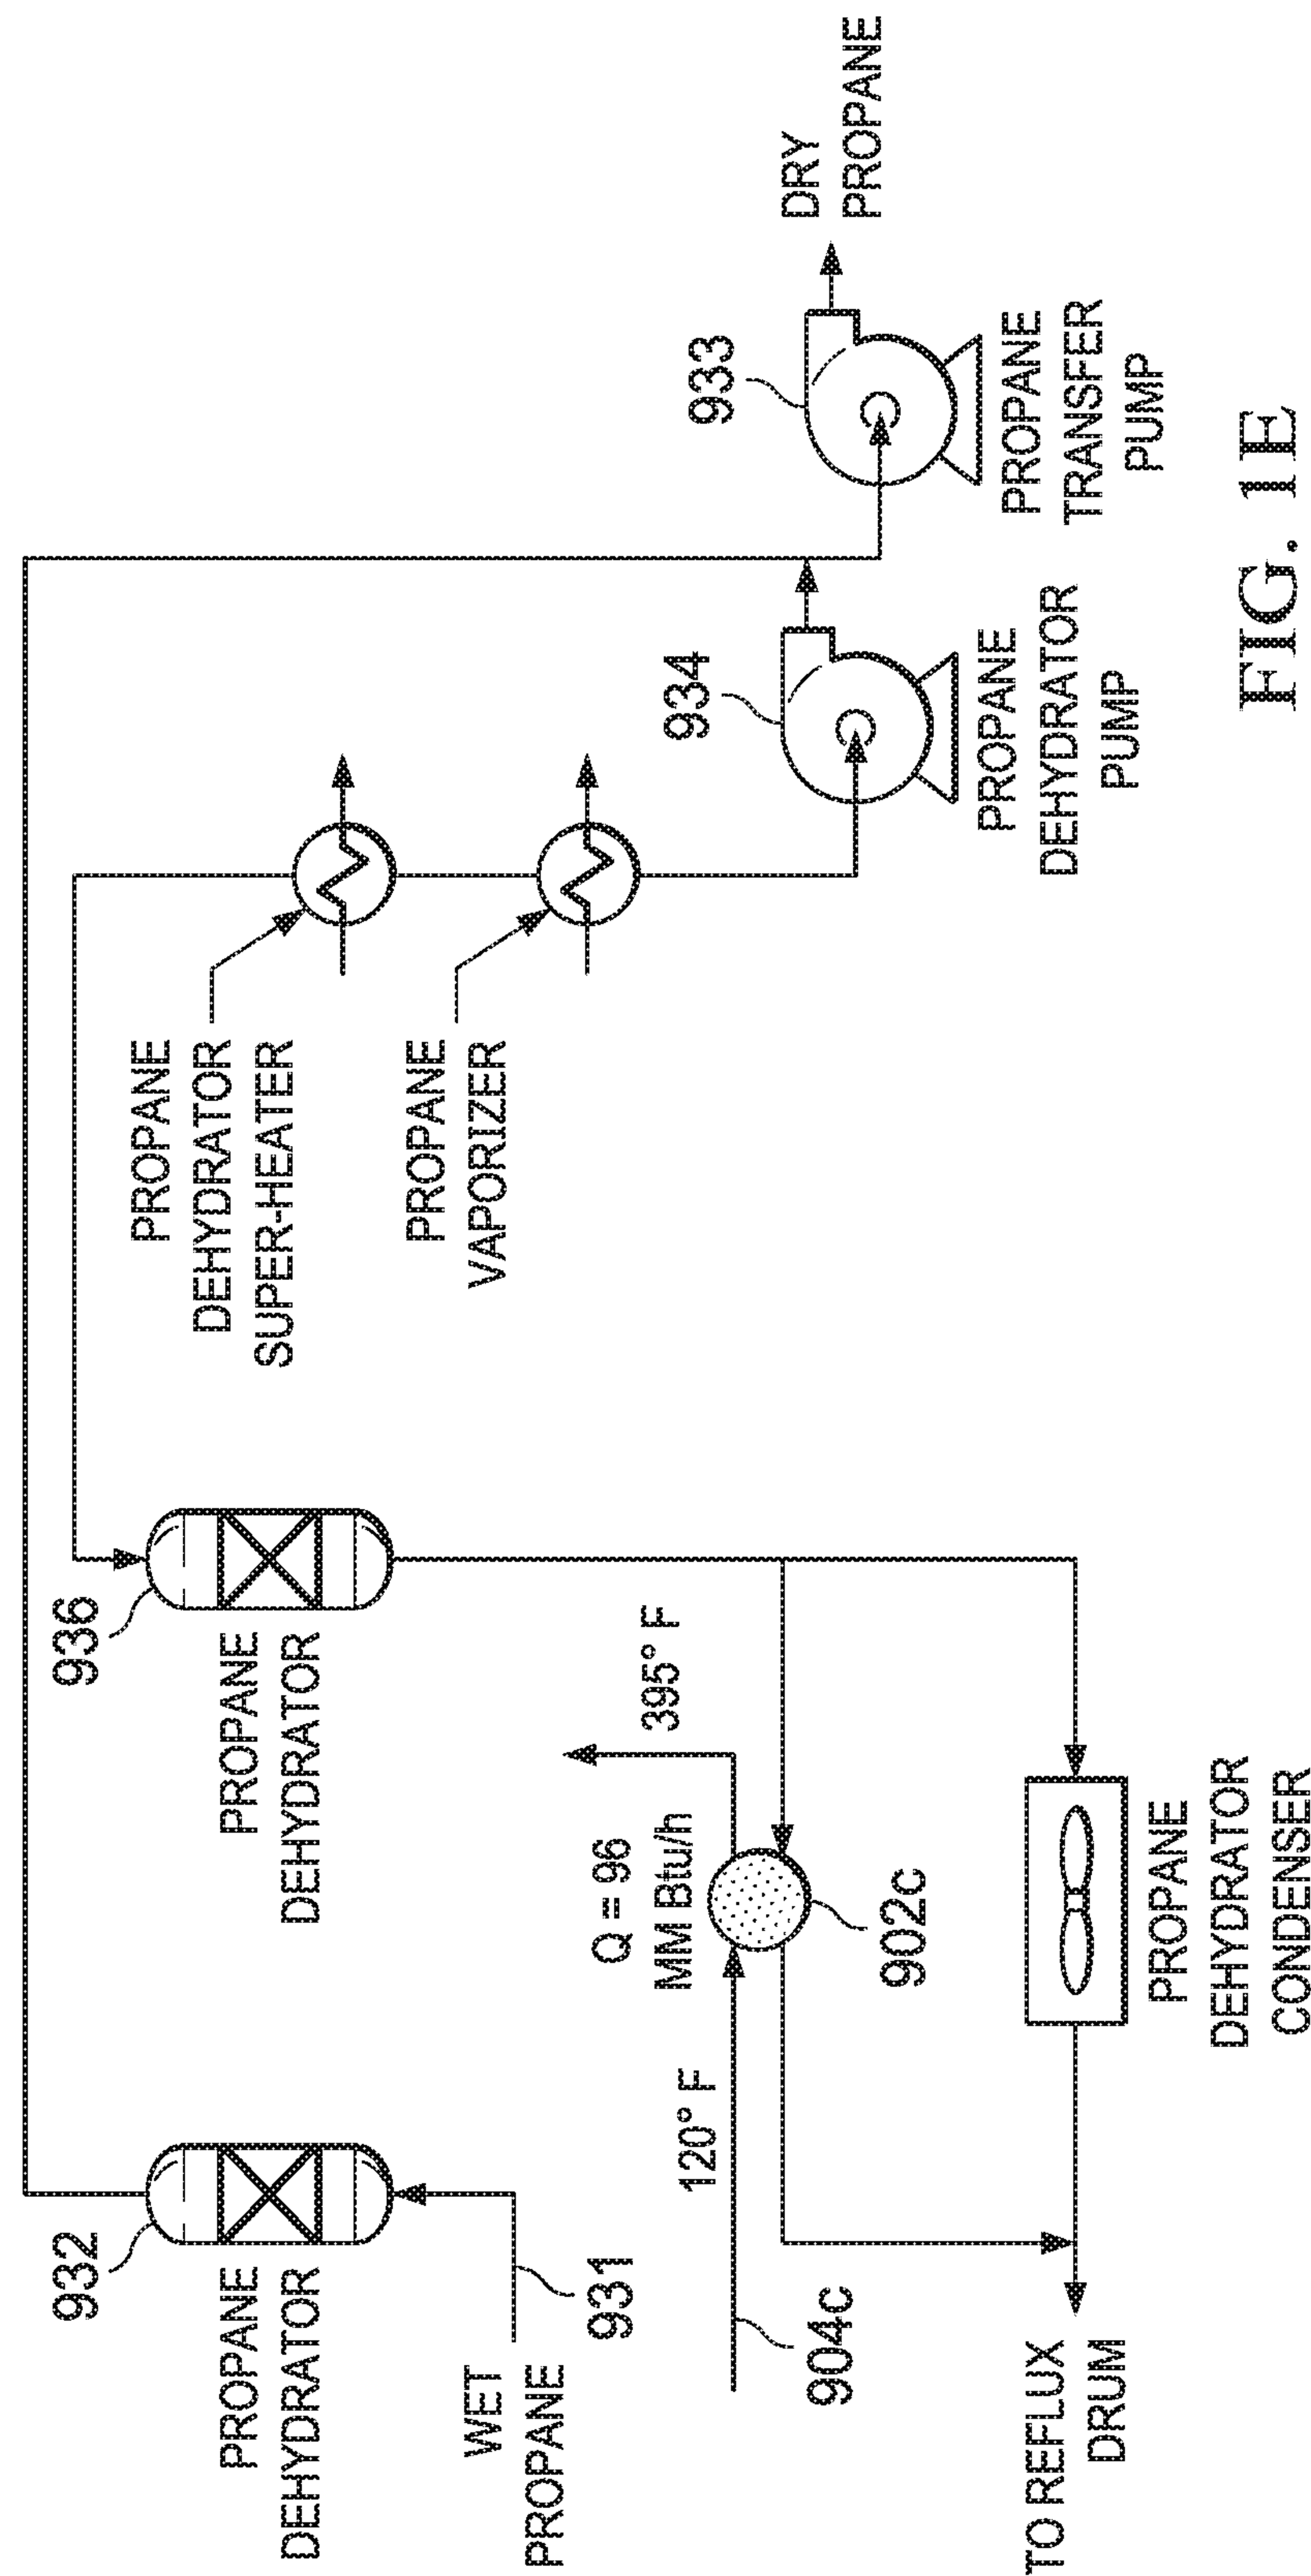 932
PROPANE
DEHYDRATOR
WET
PROPANE
931
936
PROPANE
DEHYDRATOR
PROPANE
DEHYDRATOR
SUPER-HEATER
PROPANE
VAPORIZER
120° F
904c
Q = 96
MM Btu/h
395° F
902c
TO REFLUX
DRUM
PROPANE
DEHYDRATOR
CONDENSER
934
PROPANE
DEHYDRATOR
PUMP
933
PROPANE
TRANSFER
PUMP
DRY
PROPANE
FIG. 1E